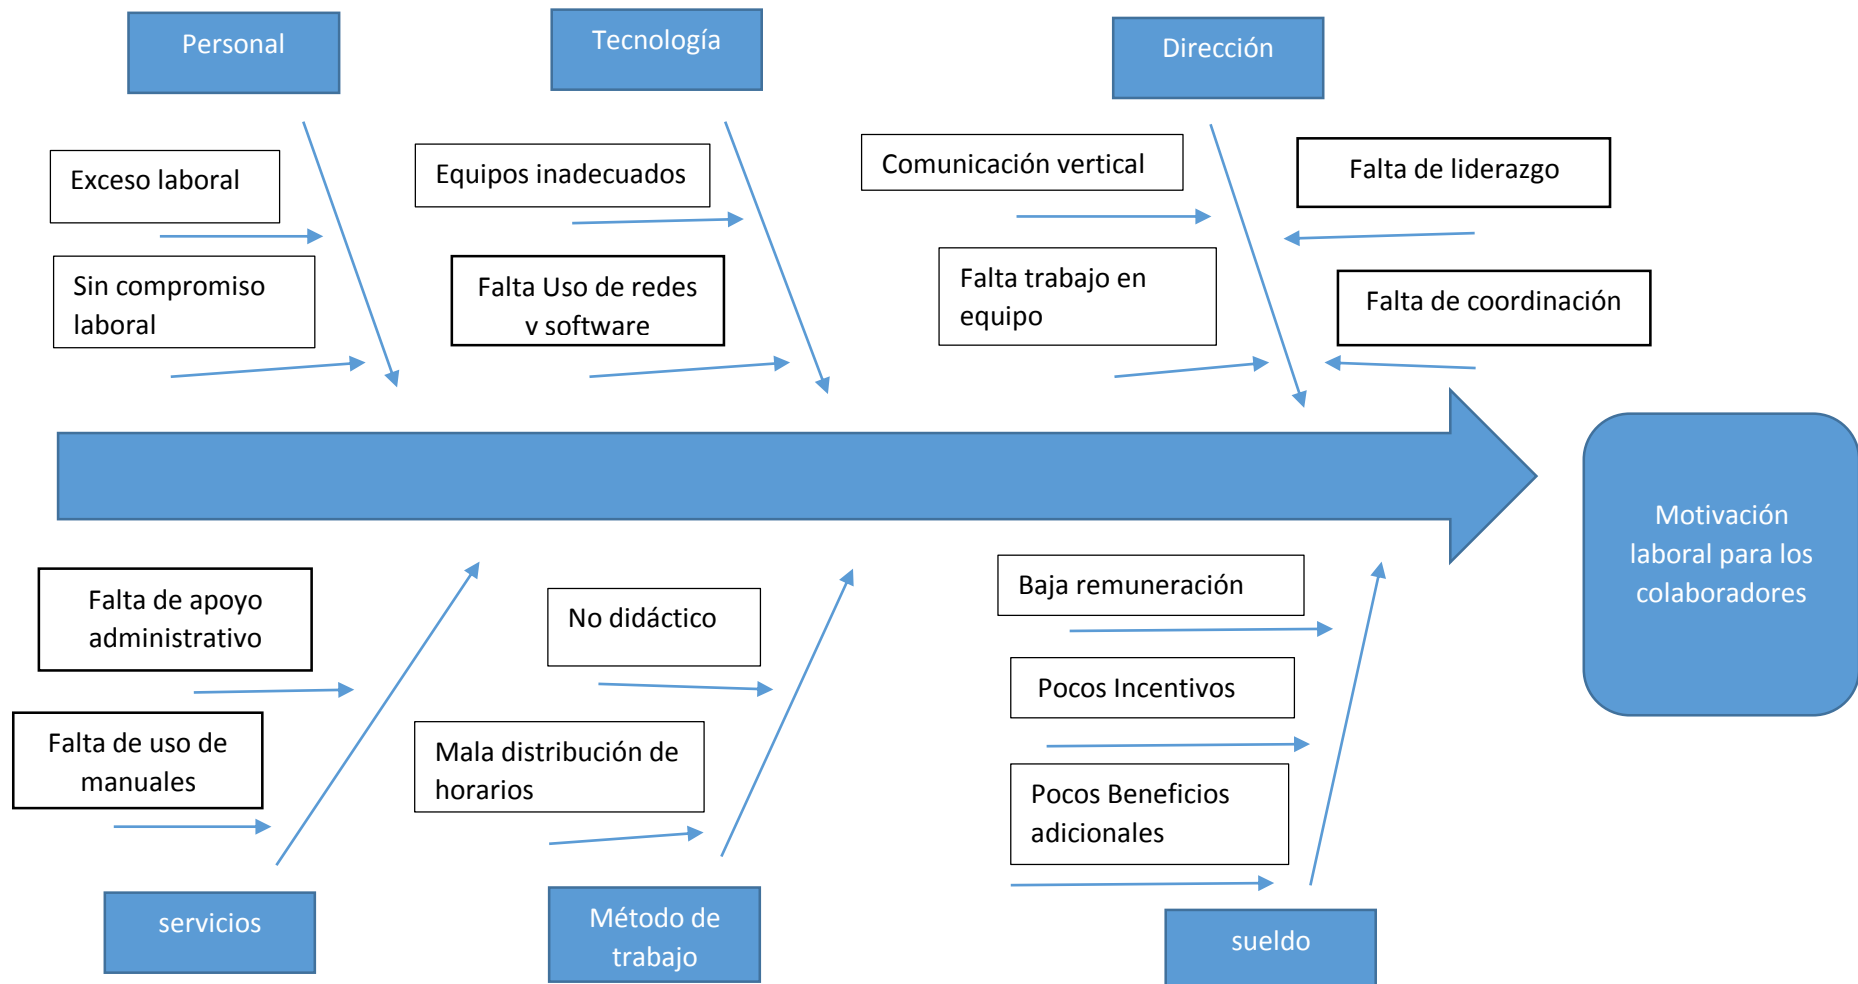 Personal
Tecnología
Dirección
Exceso laboral
Equipos inadecuados
Comunicación vertical
Falta de liderazgo
Sin compromiso
laboral
Falta Uso de redes
y software
Falta trabajo en
equipo
Falta de coordinación
Motivación
laboral para los
colaboradores
Falta de apoyo
administrativo
No didáctico
Baja remuneración
Pocos Incentivos
Falta de uso de
manuales
Mala distribución de
horarios
Pocos Beneficios
adicionales
servicios
Método de
trabajo
sueldo